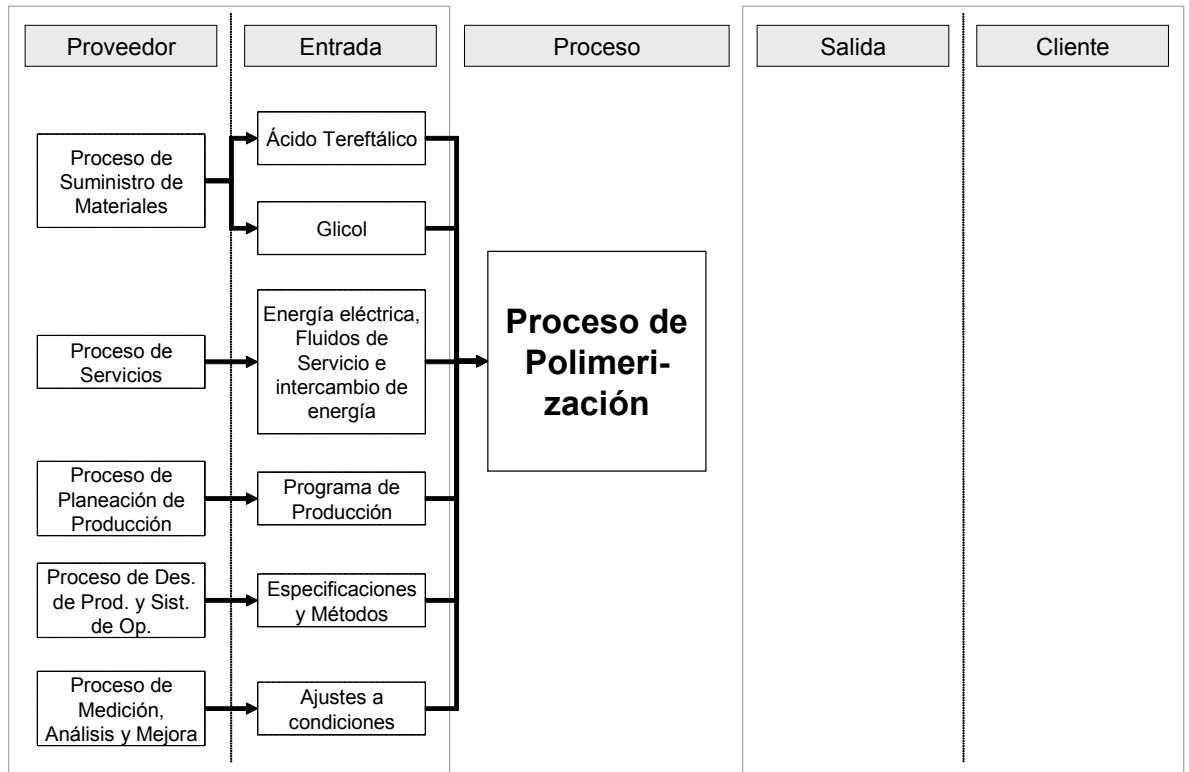 Proveedor
Entrada
Proceso
Salida
Cliente
Proceso de
Suministro de
Materiales
Ácido Tereftálico
Glicol
Proceso de
Servicios
Energía eléctrica,
Fluidos de
Servicio e
intercambio de
energía
Proceso de
Polimeri-
zación
Proceso de
Planeación de
Producción
Programa de
Producción
Proceso de Des.
de Prod. y Sist.
de Op.
Especificaciones
y Métodos
Proceso de
Medición,
Análisis y Mejora
Ajustes a
condiciones